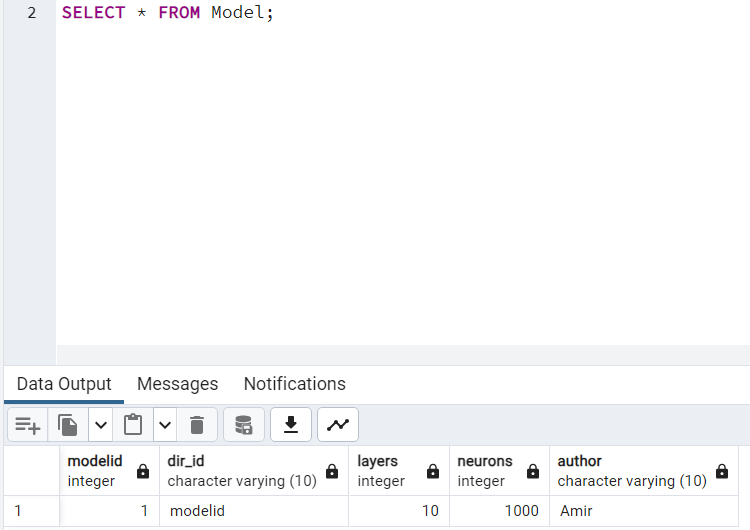 2 SELECT * FROM Model;
Data Output Messages Notifications
modelid dir_id layers neurons author
integer character varying (10) integer integer character varying (10)
1 1 modelid 10 1000 Amir